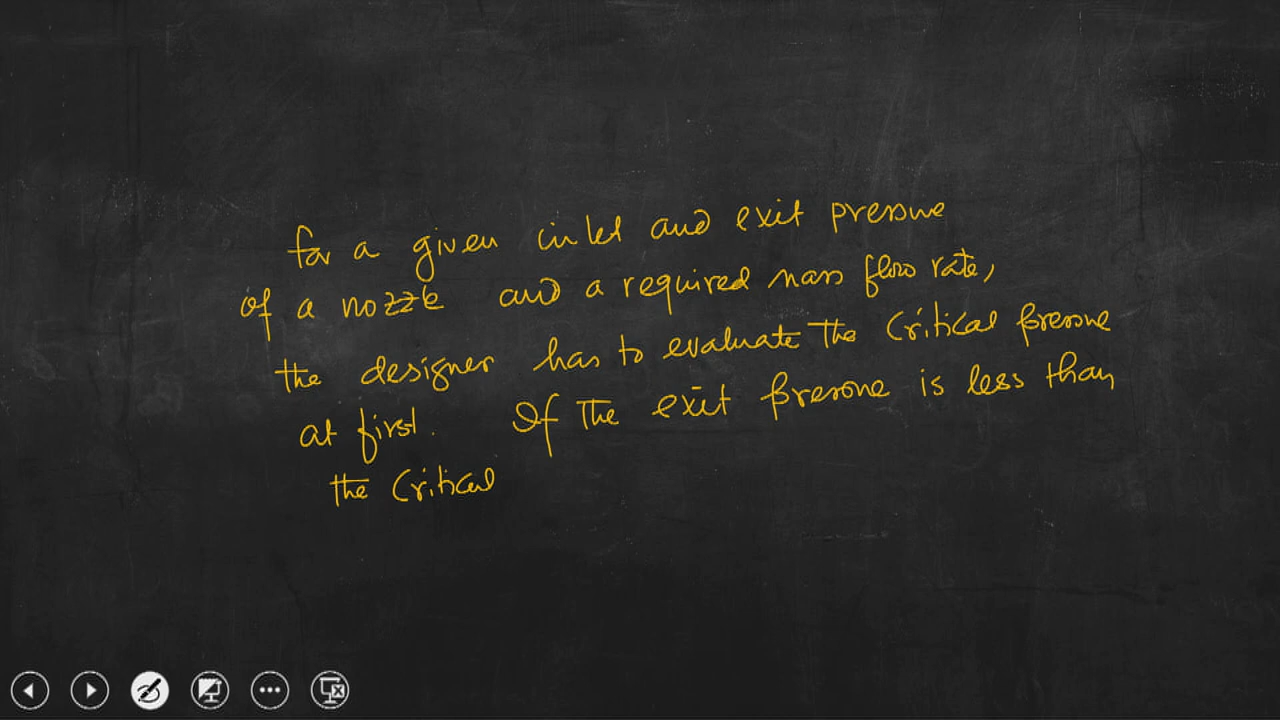 for a given inlet and exit pressure
of a nozzle and a required mass flow rate,
the designer has to evaluate the critical pressure
at first. If the exit pressure is less than
the critical